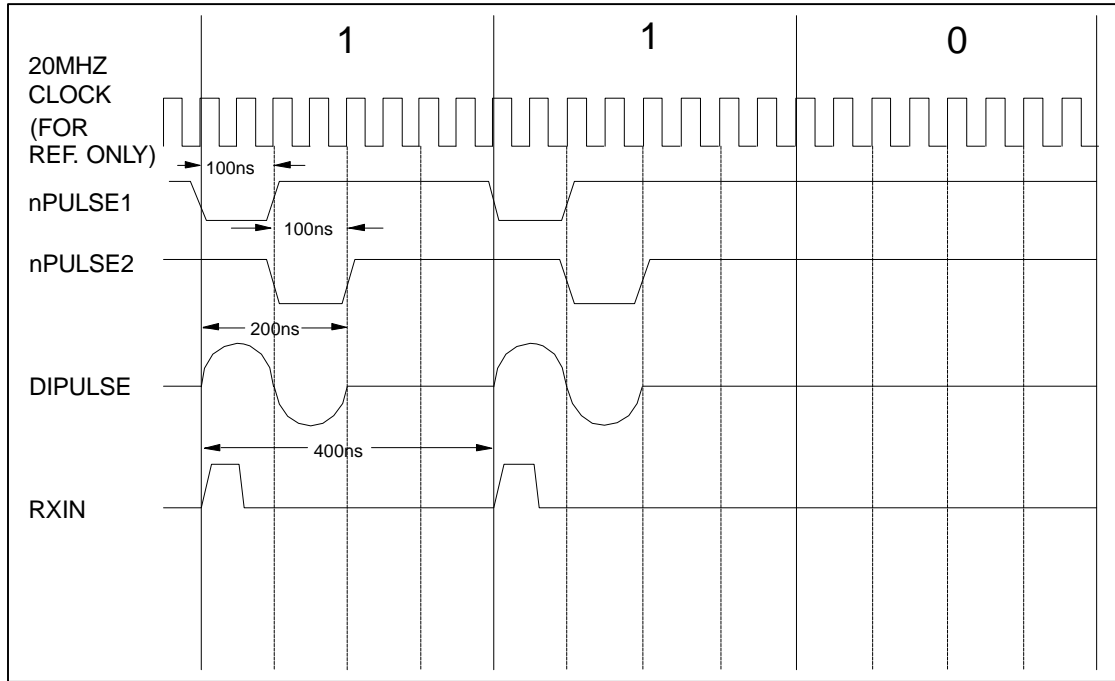 1 1 0
20MHZ
CLOCK
(FOR
REF. ONLY)
100ns
nPULSE1
100ns
nPULSE2
200ns
DIPULSE
400ns
RXIN